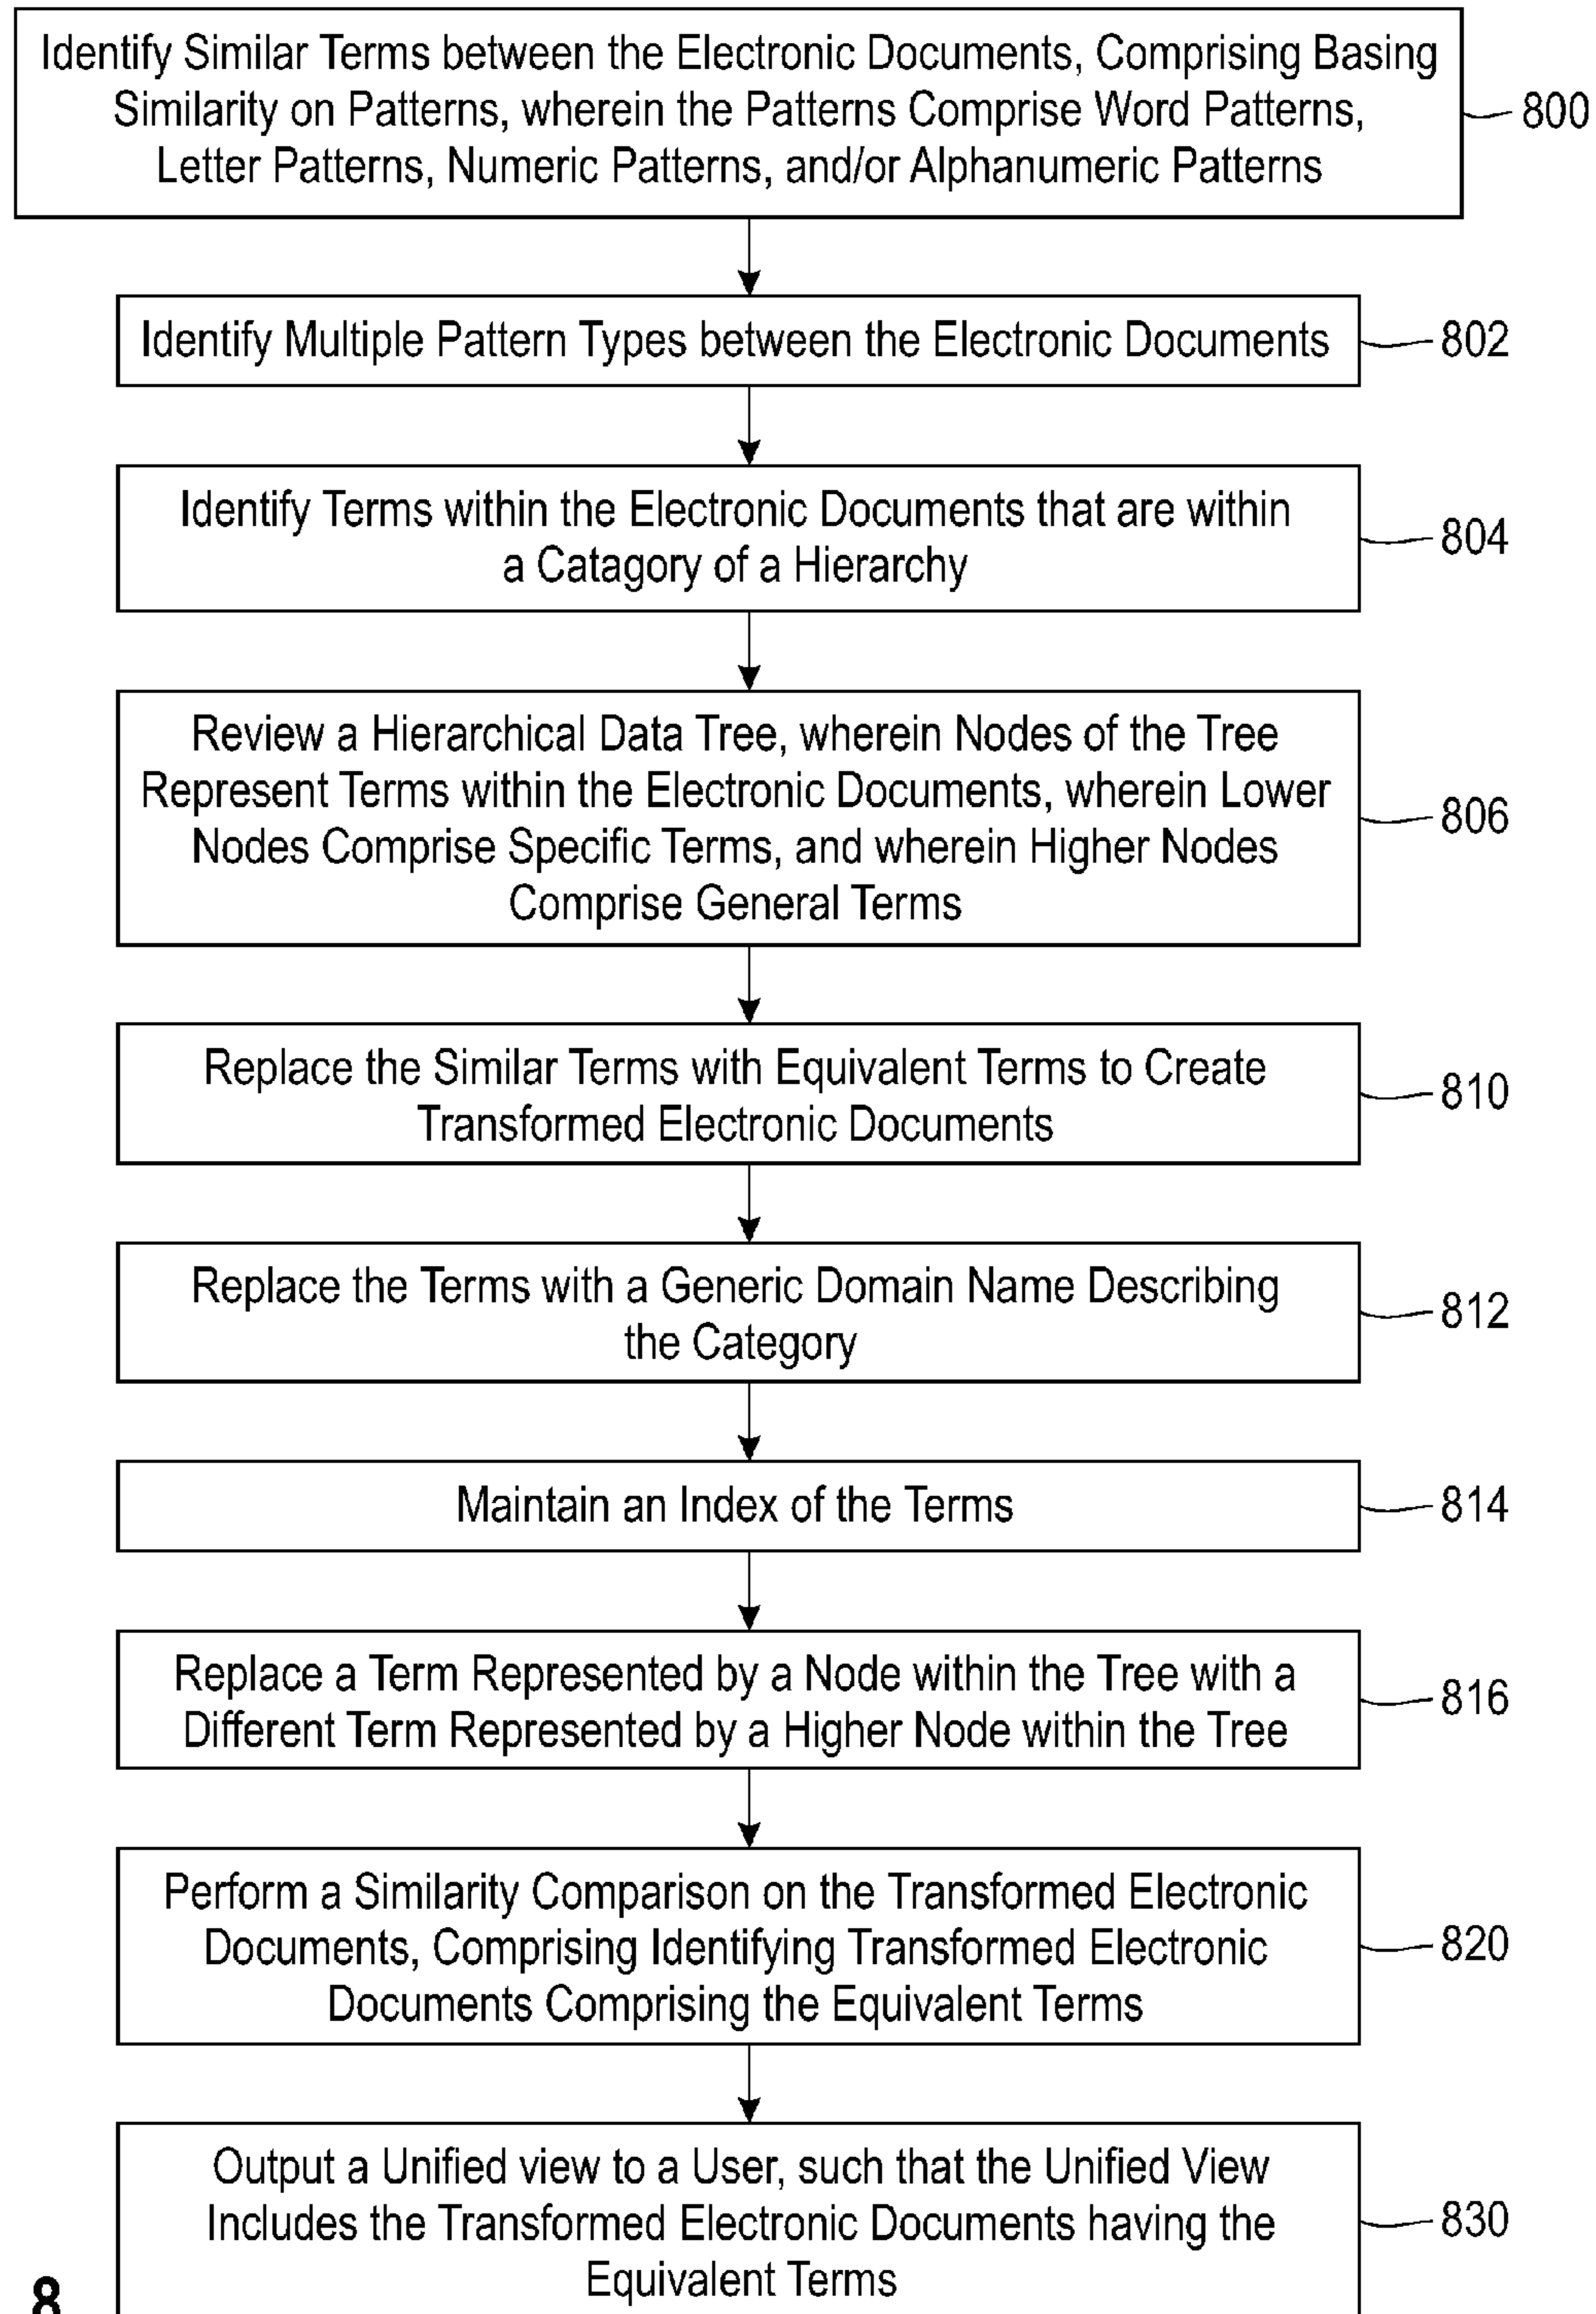 Identify Similar Terms between the Electronic Documents, Comprising Basing
Similarity on Patterns, wherein the Patterns Comprise Word Patterns,
Letter Patterns, Numeric Patterns, and/or Alphanumeric Patterns
800
Identify Multiple Pattern Types between the Electronic Documents
802
Identify Terms within the Electronic Documents that are within
a Catagory of a Hierarchy
804
Review a Hierarchical Data Tree, wherein Nodes of the Tree
Represent Terms within the Electronic Documents, wherein Lower
Nodes Comprise Specific Terms, and wherein Higher Nodes
Comprise General Terms
806
Replace the Similar Terms with Equivalent Terms to Create
Transformed Electronic Documents
810
Replace the Terms with a Generic Domain Name Describing
the Category
812
Maintain an Index of the Terms
814
Replace a Term Represented by a Node within the Tree with a
Different Term Represented by a Higher Node within the Tree
816
Perform a Similarity Comparison on the Transformed Electronic
Documents, Comprising Identifying Transformed Electronic
Documents Comprising the Equivalent Terms
820
Output a Unified view to a User, such that the Unified View
Includes the Transformed Electronic Documents having the
Equivalent Terms
830
8